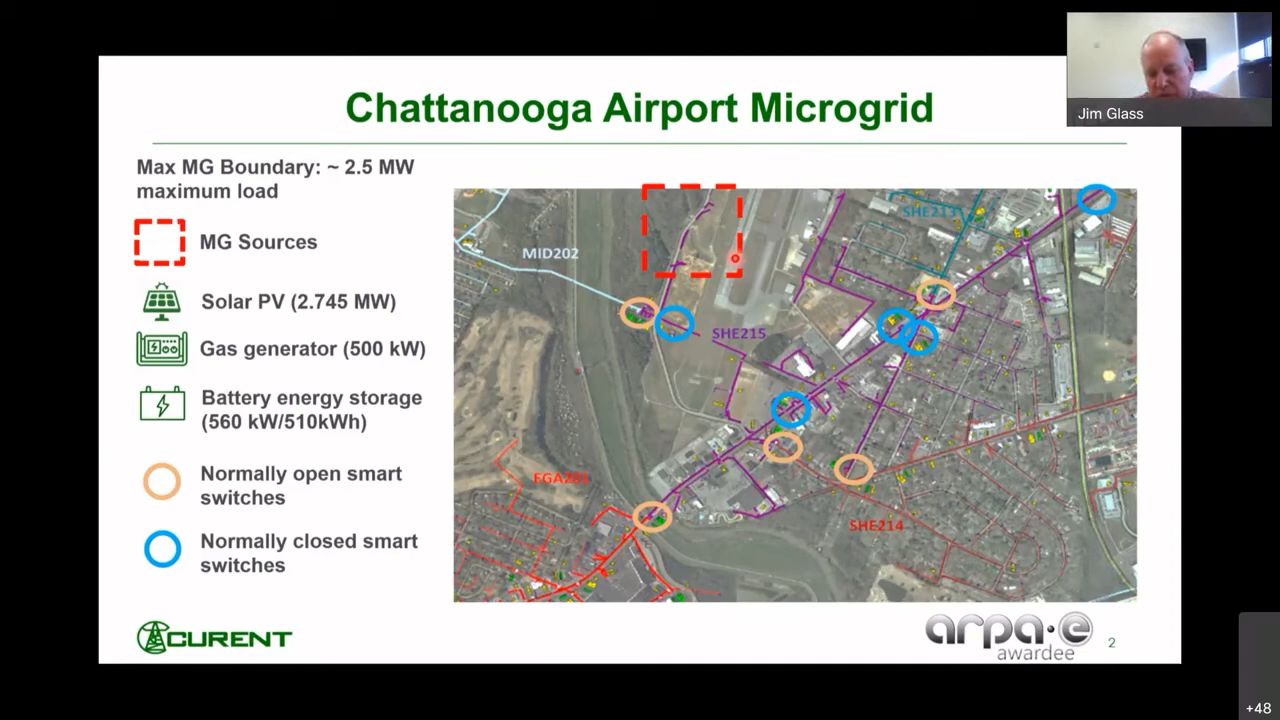 Chattanooga Airport Microgrid
Jim Glass
Max MG Boundary: ~ 2.5 MW
maximum load
MG Sources
Solar PV (2.745 MW)
Gas generator (500 kW)
Battery energy storage
(560 kW/510kWh)
Normally open smart
switches
Normally closed smart
switches
MID202
SHE213
SHE215
SHE214
CURENT
arpa·e
awardee
2
+48